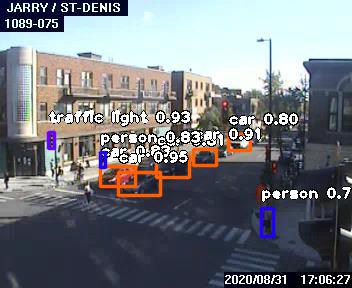 JARRY / ST-DENIS
1089-075
traffic light 0.93
car 0.80
person 0.83
car 0.91
car 0.95
person 0.7
2020/08/31 17:06:27